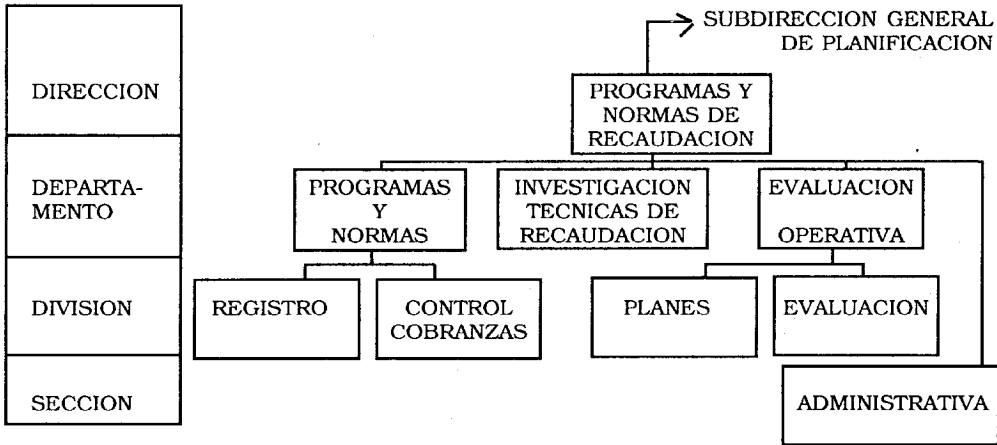 SUBDIRECCION GENERAL
DE PLANIFICACION
DIRECCION
PROGRAMAS Y
NORMAS DE
RECAUDACION
DEPARTA-
MENTO
PROGRAMAS
Y
NORMAS
INVESTIGACION
TECNICAS DE
RECAUDACION
EVALUACION
OPERATIVA
DIVISION
REGISTRO
CONTROL
COBRANZAS
PLANES
EVALUACION
SECCION
ADMINISTRATIVA